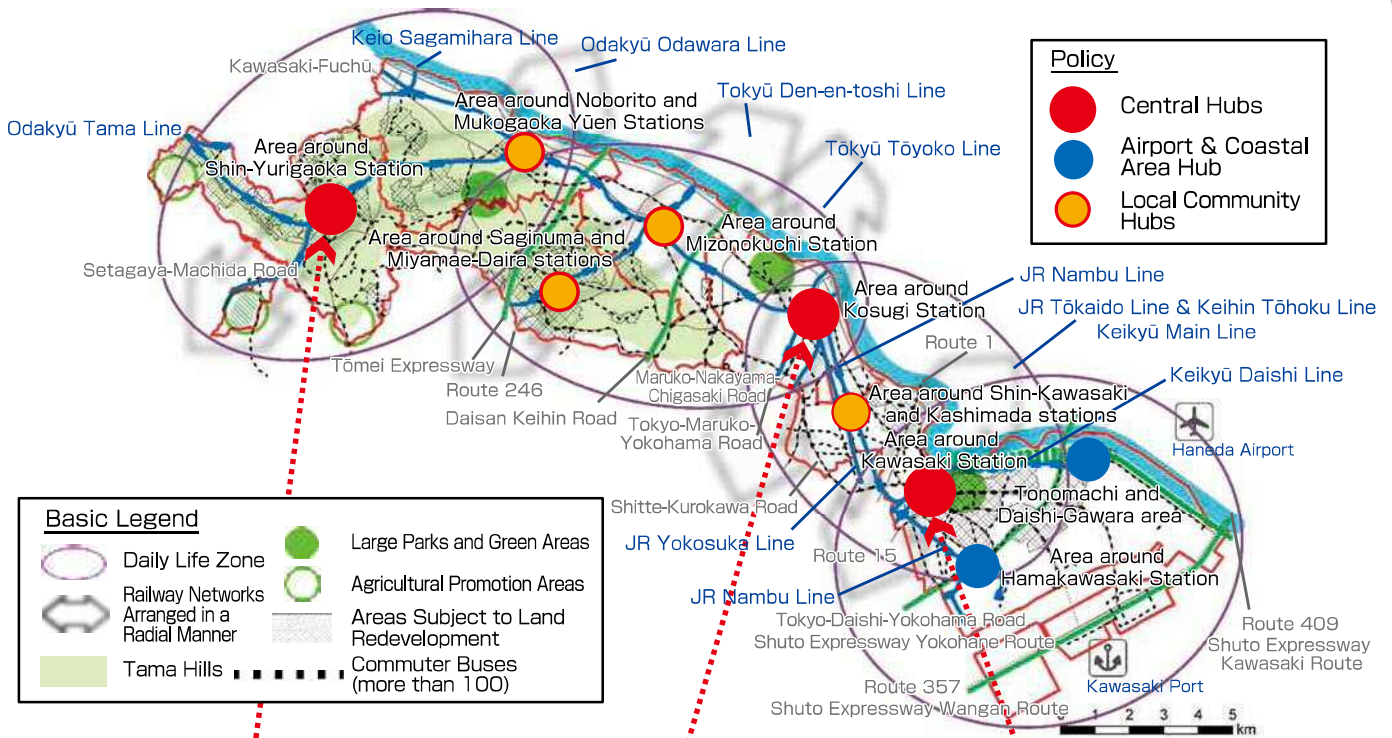 Keio Sagamihara Line
Odakyū Odawara Line
Kawasaki-Fuchū
Tokyū Den-en-toshi Line
Odakyū Tama Line
Area around Noborito and
Mukogaoka Yūen Stations
Area around
Shin-Yurigaoka Station
Tōkyū Tōyoko Line
Policy
Central Hubs
Airport & Coastal
Area Hub
Local Community
Hubs
Area around
Mizonokuchi Station
Area around Saginuma and
Miyamae-Daira stations
Setagaya-Machida Road
JR Nambu Line
Area around
Kosugi Station
JR Tōkaido Line & Keihin Tōhoku Line
Keikyū Main Line
Route 1
Tōmei Expressway
Route 246
Daisan Keihin Road
Maruko-Nakayama-
Chigasaki Road
Tokyo-Maruko-
Yokohama Road
Keikyū Daishi Line
Area around Shin-Kawasaki
and Kashimada stations
Area around
Kawasaki Station
Haneda Airport
Shitte-Kurokawa Road
Tonomachi and
Daishi-Gawara area
JR Yokosuka Line
Route 15
Area around
Hamakawasaki Station
JR Nambu Line
Tokyo-Daishi-Yokohama Road
Shuto Expressway Yokohane Route
Route 409
Shuto Expressway
Kawasaki Route
Route 357
Shuto Expressway Wangan Route
Kawasaki Port
0 1 2 3 4 5
km
Basic Legend
Daily Life Zone
Railway Networks
Arranged in a
Radial Manner
Tama Hills
Large Parks and Green Areas
Agricultural Promotion Areas
Areas Subject to Land
Redevelopment
Commuter Buses
(more than 100)